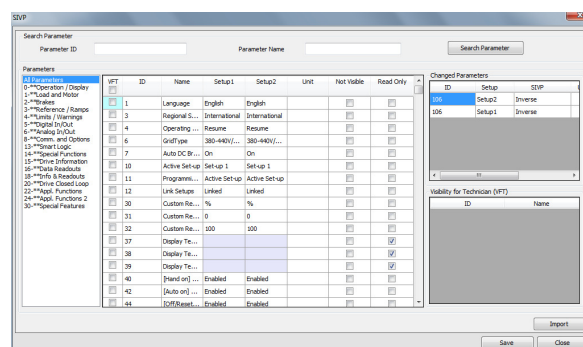 SIVP
Search Parameter
Parameter ID Parameter Name Search Parameter
Parameters
All Parameters
0-**Operation / Display
1-**Load and Motor
2-**Brakes
3-**Reference / Ramps
4-**Limits / Warnings
5-**Digital In/Out
6-**Analog In/Out
8-**Comm. and Options
13-**Smart Logic
14-**Special Functions
15-**Drive Information
16-**Data Readouts
18-**Info & Readouts
20-**Drive Closed Loop
22-**Appl. Functions
24-**Appl. Functions 2
30-**Special Features
VFT ID Name Setup1 Setup2 Unit Not Visible Read Only
1 Language English English
3 Regional S... International International
4 Operating ... Resume Resume
6 GridType 380-440V/... 380-440V/...
7 Auto DC Br... On On
10 Active Set-up Set-up 1 Set-up 1
11 Programmi... Active Set-up Active Set-up
12 Link Setups Linked Linked
30 Custom Re... % %
31 Custom Re... 0 0
32 Custom Re... 100 100
37 Display Te...
38 Display Te...
39 Display Te...
40 [Hand on] ... Enabled Enabled
42 [Auto on] ... Enabled Enabled
44 [Off/Reset... Enabled Enabled
Changed Parameters
ID Setup SIVP
106 Setup2 Inverse
106 Setup1 Inverse
Visibility for Technician (VFT)
ID Name
Import
Save Close